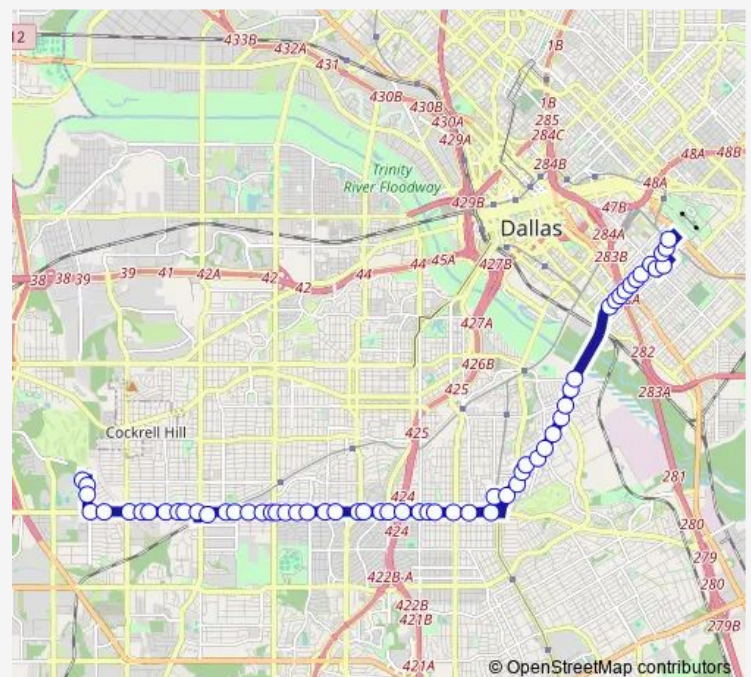 12
433B
432A
431
1B
430B
430B
1B
430A
285
429A
284C
Trinity
River Floodway
284B
48A
48B
48A
429B
47B
Dallas
284A
283B
38
38
39
39
41
42A
42
42
44
44
45A
427B
427A
282
426B
283A
425
Cockrell Hill
425
281
424
280
424
279
422B-A
280
422B
421B
279B
421A
© OpenStreetMap contributors